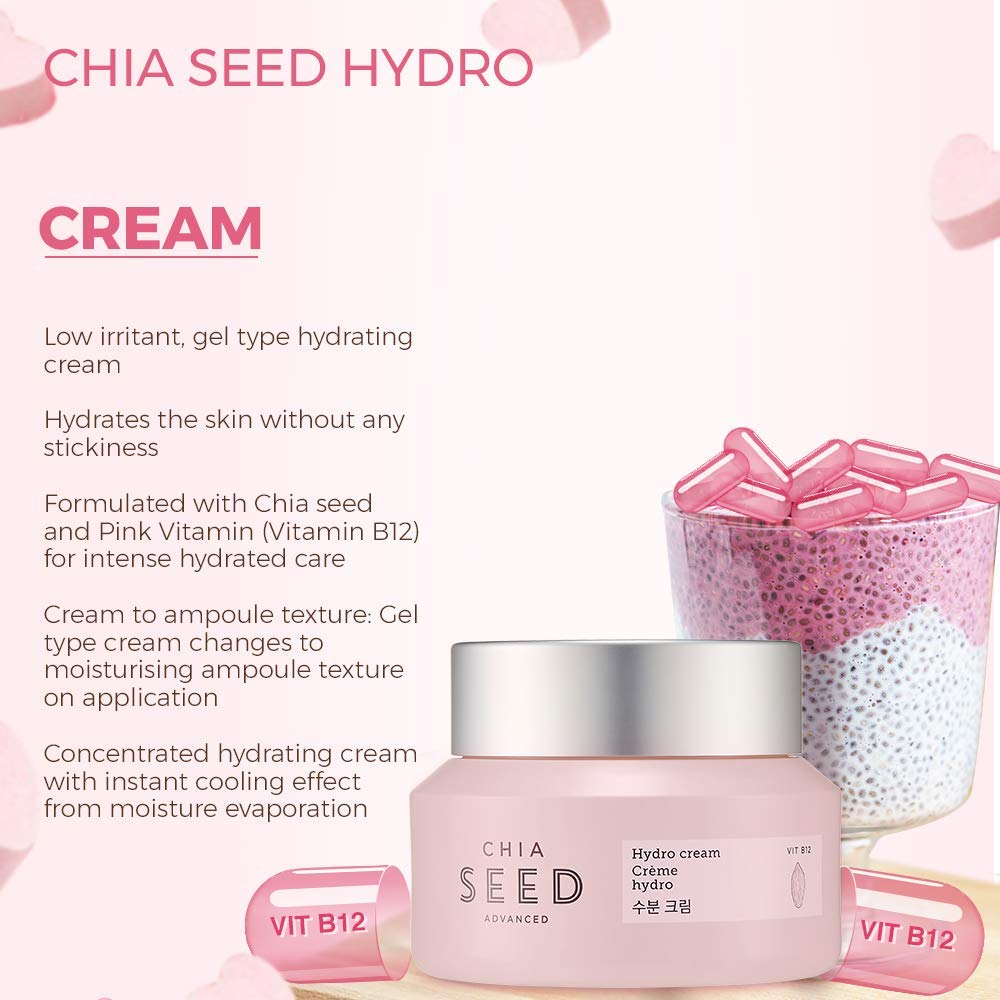 CHIA SEED HYDRO
CREAM
Low irritant, gel type hydrating
cream
Hydrates the skin without any
stickiness
Formulated with Chia seed
and Pink Vitamin (Vitamin B12)
for intense hydrated care
Cream to ampoule texture: Gel
type cream changes to
moisturising ampoule texture
on application
Concentrated hydrating cream
with instant cooling effect
from moisture evaporation
CHIA
SEED
ADVANCED
Hydro cream
Crème
hydro
수분 크림
VIT B12
VIT B12
VIT B12